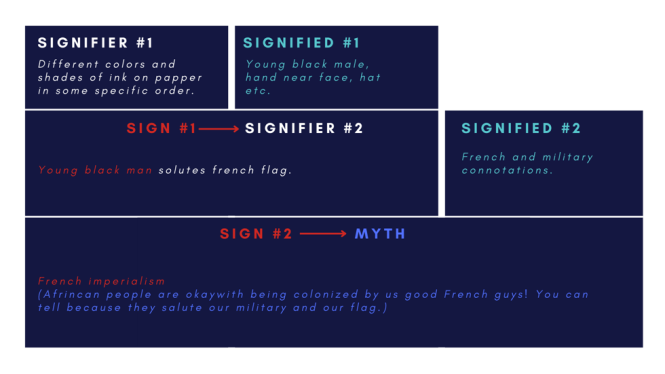 SIGNIFIER #1
Different colors and
shades of ink on papper
in some specific order.
SIGNIFIED #1
Young black male,
hand near face, hat
etc.
SIGN #1 → SIGNIFIER #2
Young black man solutes french flag.
SIGNIFIED #2
French and military
connotations.
SIGN #2 → MYTH
French imperialism
(Afrincan people are okaywith being colonized by us good French guys! You can
tell because they salute our military and our flag.)